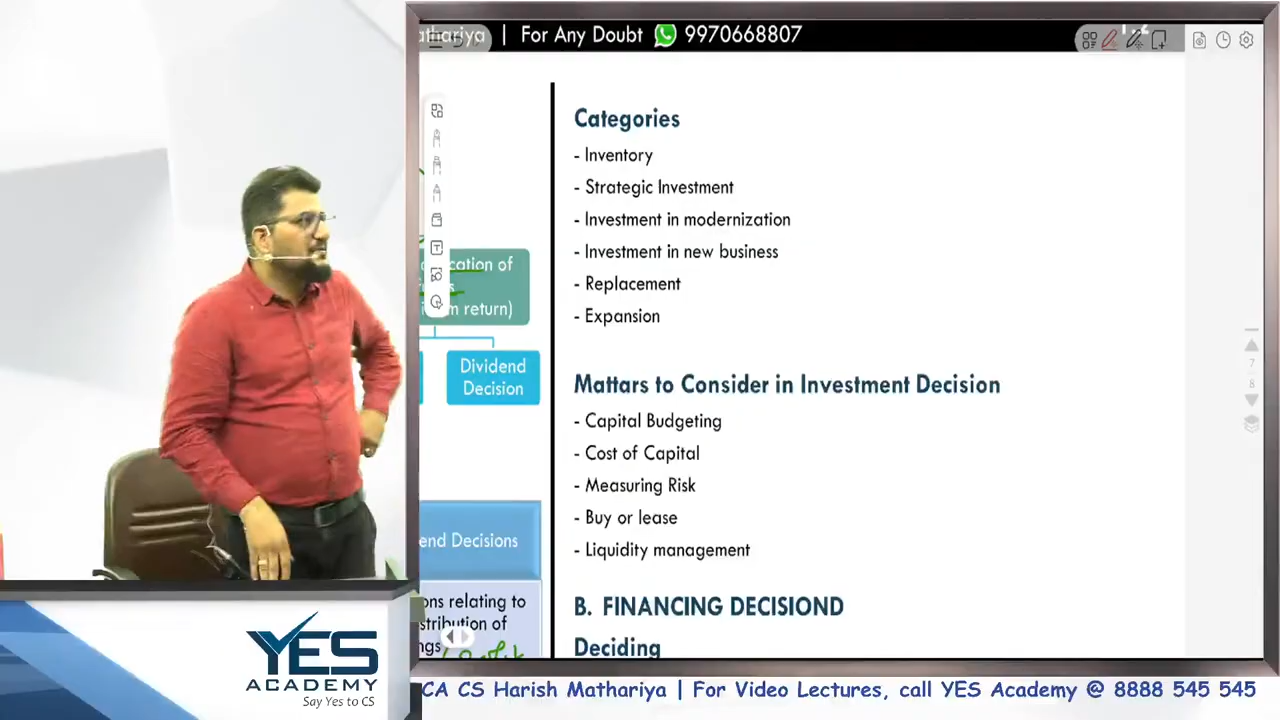 athariya | For Any Doubt 9970668807
Categories
- Inventory
- Strategic Investment
- Investment in modernization
- Investment in new business
- Replacement
- Expansion
Mattars to Consider in Investment Decision
- Capital Budgeting
- Cost of Capital
- Measuring Risk
- Buy or lease
- Liquidity management
B. FINANCING DECISIOND
Deciding
cation of
m return)
Dividend
Decision
end Decisions
ons relating to
stribution of
ngs
7
8
YES
ACADEMY
Say Yes to CS
CA CS Harish Mathariya | For Video Lectures, call YES Academy @ 8888 545 545